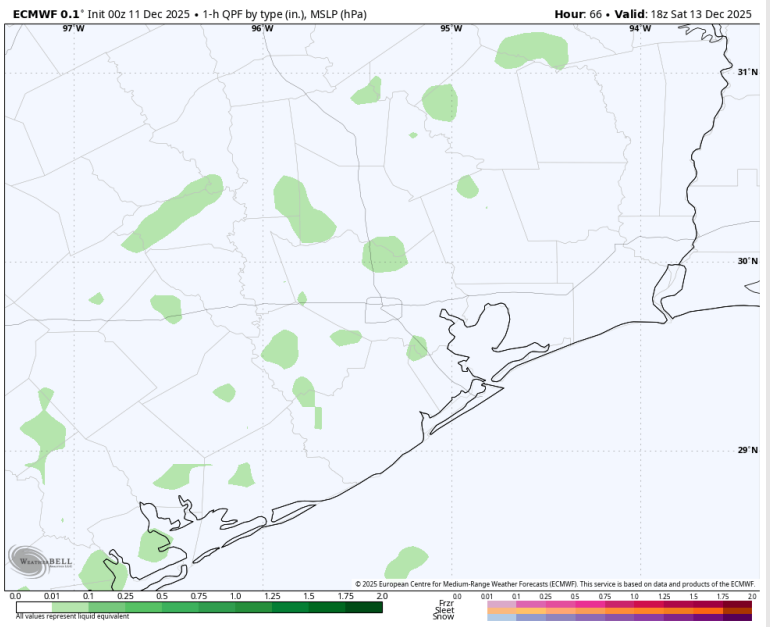 ECMWF 0.1° Init 00z 11 Dec 2025 • 1-h QPF by type (in.), MSLP (hPa)
Hour: 66 • Valid: 18z Sat 13 Dec 2025
97°W 96°W 95°W 94°W
31°N
30°N
29°N
WEATHERBELL
© 2025 European Centre for Medium-Range Weather Forecasts (ECMWF). This service is based on data and products of the ECMWF.
0.0 0.01 0.1 0.25 0.5 0.75 1.0 1.25 1.5 1.75 2.0
0.0 0.01 0.1 0.25 0.5 0.75 1.0 1.25 1.5 1.75 2.0
Frzr
Sleet
Snow
All values represent liquid equivalent